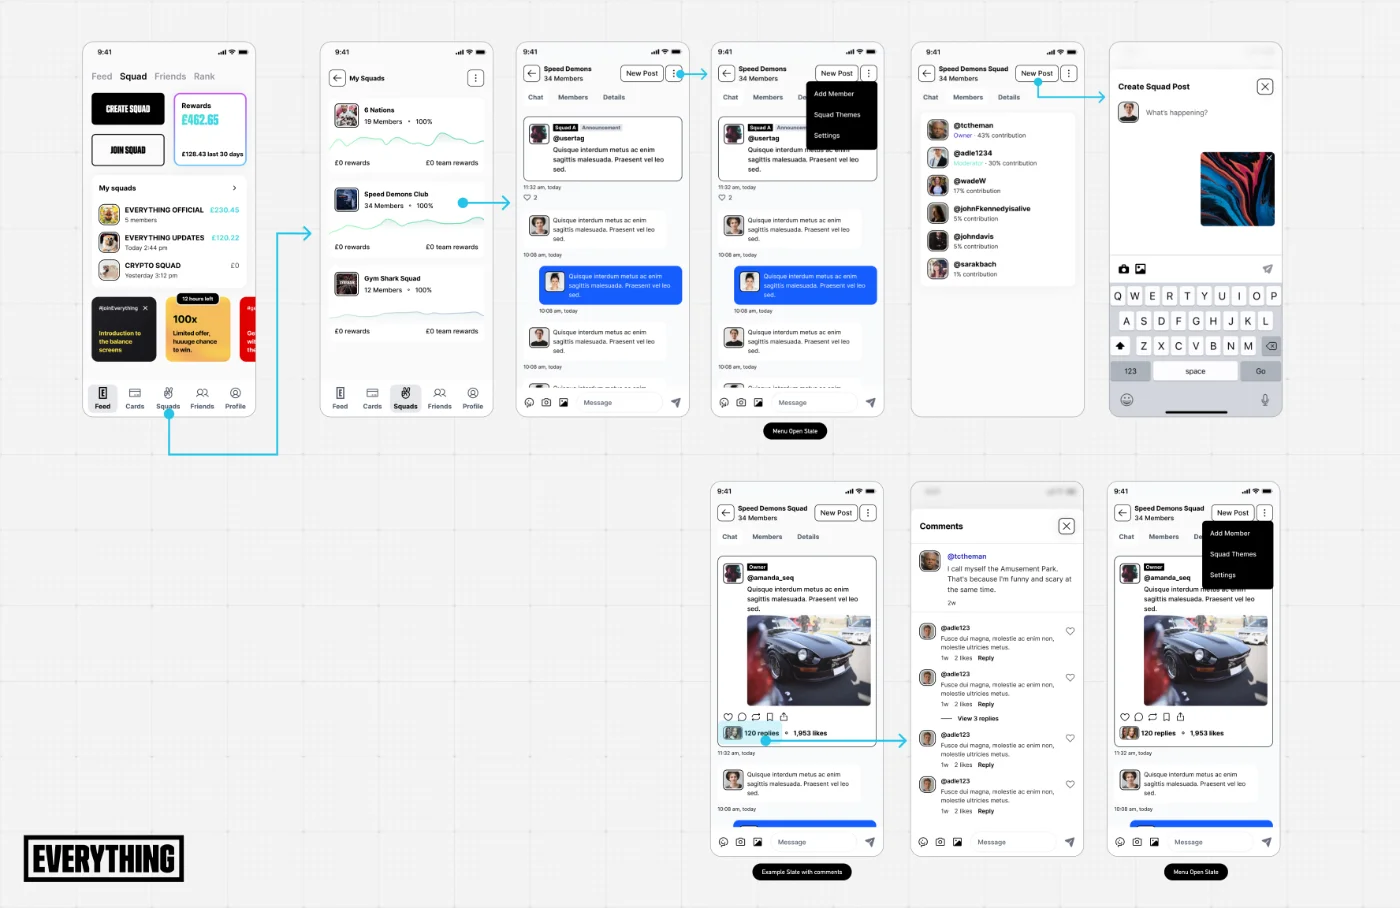 9:41
Feed Squad Friends Rank
CREATE SQUAD
JOIN SQUAD
Rewards
£462.65
£128.43 last 30 days
My squads
EVERYTHING OFFICIAL £230.45
5 members
EVERYTHING UPDATES £120.22
Today 2:44 pm
CRYPTO SQUAD £0
Yesterday 3:12 pm
#joinEverything
Introduction to
the balance
screens
12 hours left
100x
Limited offer,
huuuge chance
to win.
Feed Cards Squads Friends Profile
9:41
My Squads
6 Nations
19 Members • 100%
£0 rewards £0 team rewards
Speed Demons Club
34 Members • 100%
£0 rewards £0 team rewards
Gym Shark Squad
12 Members • 100%
£0 rewards £0 team rewards
Feed Cards Squads Friends Profile
9:41
Speed Demons
34 Members
New Post
Chat Members Details
Squad A Announcement
@usertag
Quisque interdum metus ac enim
sagittis malesuada. Praesent vel leo
sed.
11:32 am, today
2
Quisque interdum metus ac enim
sagittis malesuada. Praesent vel leo
sed.
10:08 am, today
Quisque interdum metus ac enim
sagittis malesuada. Praesent vel leo
sed.
10:08 am, today
Quisque interdum metus ac enim
sagittis malesuada. Praesent vel leo
sed.
10:08 am, today
Quisque interdum metus ac enim
Message
9:41
Speed Demons
34 Members
New Post
Chat Members D
Add Member
Squad Themes
Settings
Squad A Announcem
@usertag
Quisque interdum metus ac enim
sagittis malesuada. Praesent vel leo
sed.
11:32 am, today
2
Quisque interdum metus ac enim
sagittis malesuada. Praesent vel leo
sed.
10:08 am, today
Quisque interdum metus ac enim
sagittis malesuada. Praesent vel leo
sed.
10:08 am, today
Quisque interdum metus ac enim
sagittis malesuada. Praesent vel leo
sed.
10:08 am, today
Quisque interdum metus ac enim
Message
Menu Open State
9:41
Speed Demons Squad
34 Members
New Post
Chat Members Details
@tctheman
Owner · 43% contribution
@adle1234
Moderator · 30% contribution
@wadeW
17% contribution
@johnFkennedyisalive
5% contribution
@johndavis
5% contribution
@sarakbach
1% contribution
Create Squad Post
What's happening?
Q W E R T Y U I O P
A S D F G H J K L
Z X C V B N M
123 space Go
9:41
Speed Demons Squad
34 Members
New Post
Chat Members Details
Owner
@amanda_seq
Quisque interdum metus ac enim
sagittis malesuada. Praesent vel leo
sed.
120 replies • 1,953 likes
11:32 am, today
Quisque interdum metus ac enim
sagittis malesuada. Praesent vel leo
sed.
10:08 am, today
Message
Example State with comments
Comments
@tctheman
I call myself the Amusement Park.
That's because I'm funny and scary at
the same time.
2w
@adle123
Fusce dui magna, molestie ac enim non,
molestie ultricies metus.
1w 2 likes Reply
@adle123
Fusce dui magna, molestie ac enim non,
molestie ultricies metus.
1w 2 likes Reply
View 3 replies
@adle123
Fusce dui magna, molestie ac enim non,
molestie ultricies metus.
1w 2 likes Reply
@adle123
Fusce dui magna, molestie ac enim non,
molestie ultricies metus.
1w 2 likes Reply
Message
9:41
Speed Demons Squad
34 Members
New Post
Chat Members De
Add Member
Squad Themes
Settings
Owner
@amanda_seq
Quisque interdum metus ac enim
sagittis malesuada. Praesent vel leo
sed.
120 replies • 1,953 likes
11:32 am, today
Quisque interdum metus ac enim
sagittis malesuada. Praesent vel leo
sed.
10:08 am, today
Message
Menu Open State
EVERYTHING